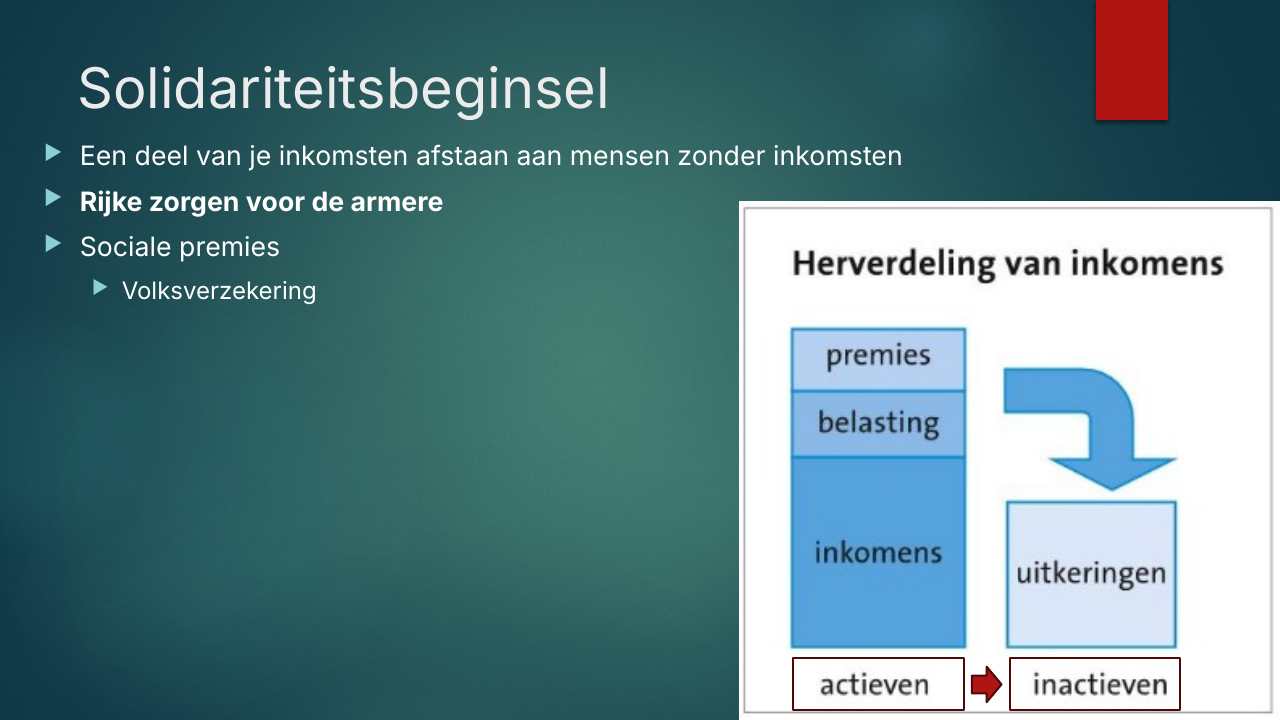 Solidariteitsbeginsel
Een deel van je inkomsten afstaan aan mensen zonder inkomsten
Rijke zorgen voor de armere
Sociale premies
Volksverzekering
Herverdeling van inkomens
premies
belasting
inkomens
uitkeringen
actieven
inactieven